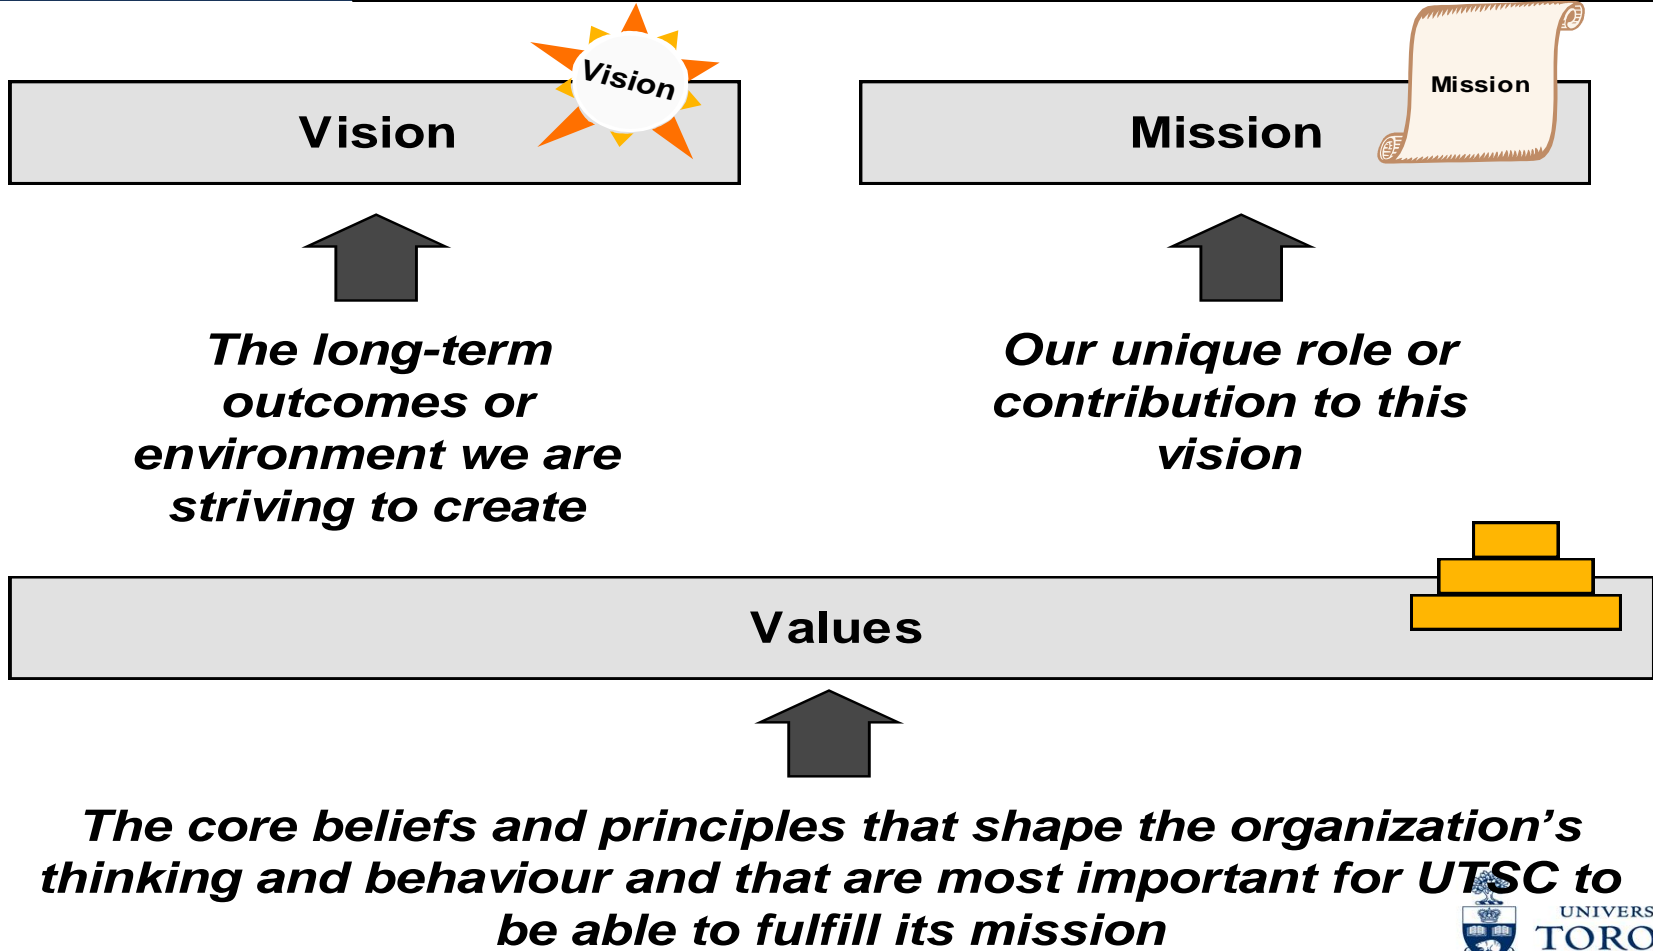 Vision
Vision
Mission
Mission
The long-term
outcomes or
environment we are
striving to create
Our unique role or
contribution to this
vision
Values
The core beliefs and principles that shape the organization’s
thinking and behaviour and that are most important for UTSC to
be able to fulfill its mission
UNIVERS
TORO